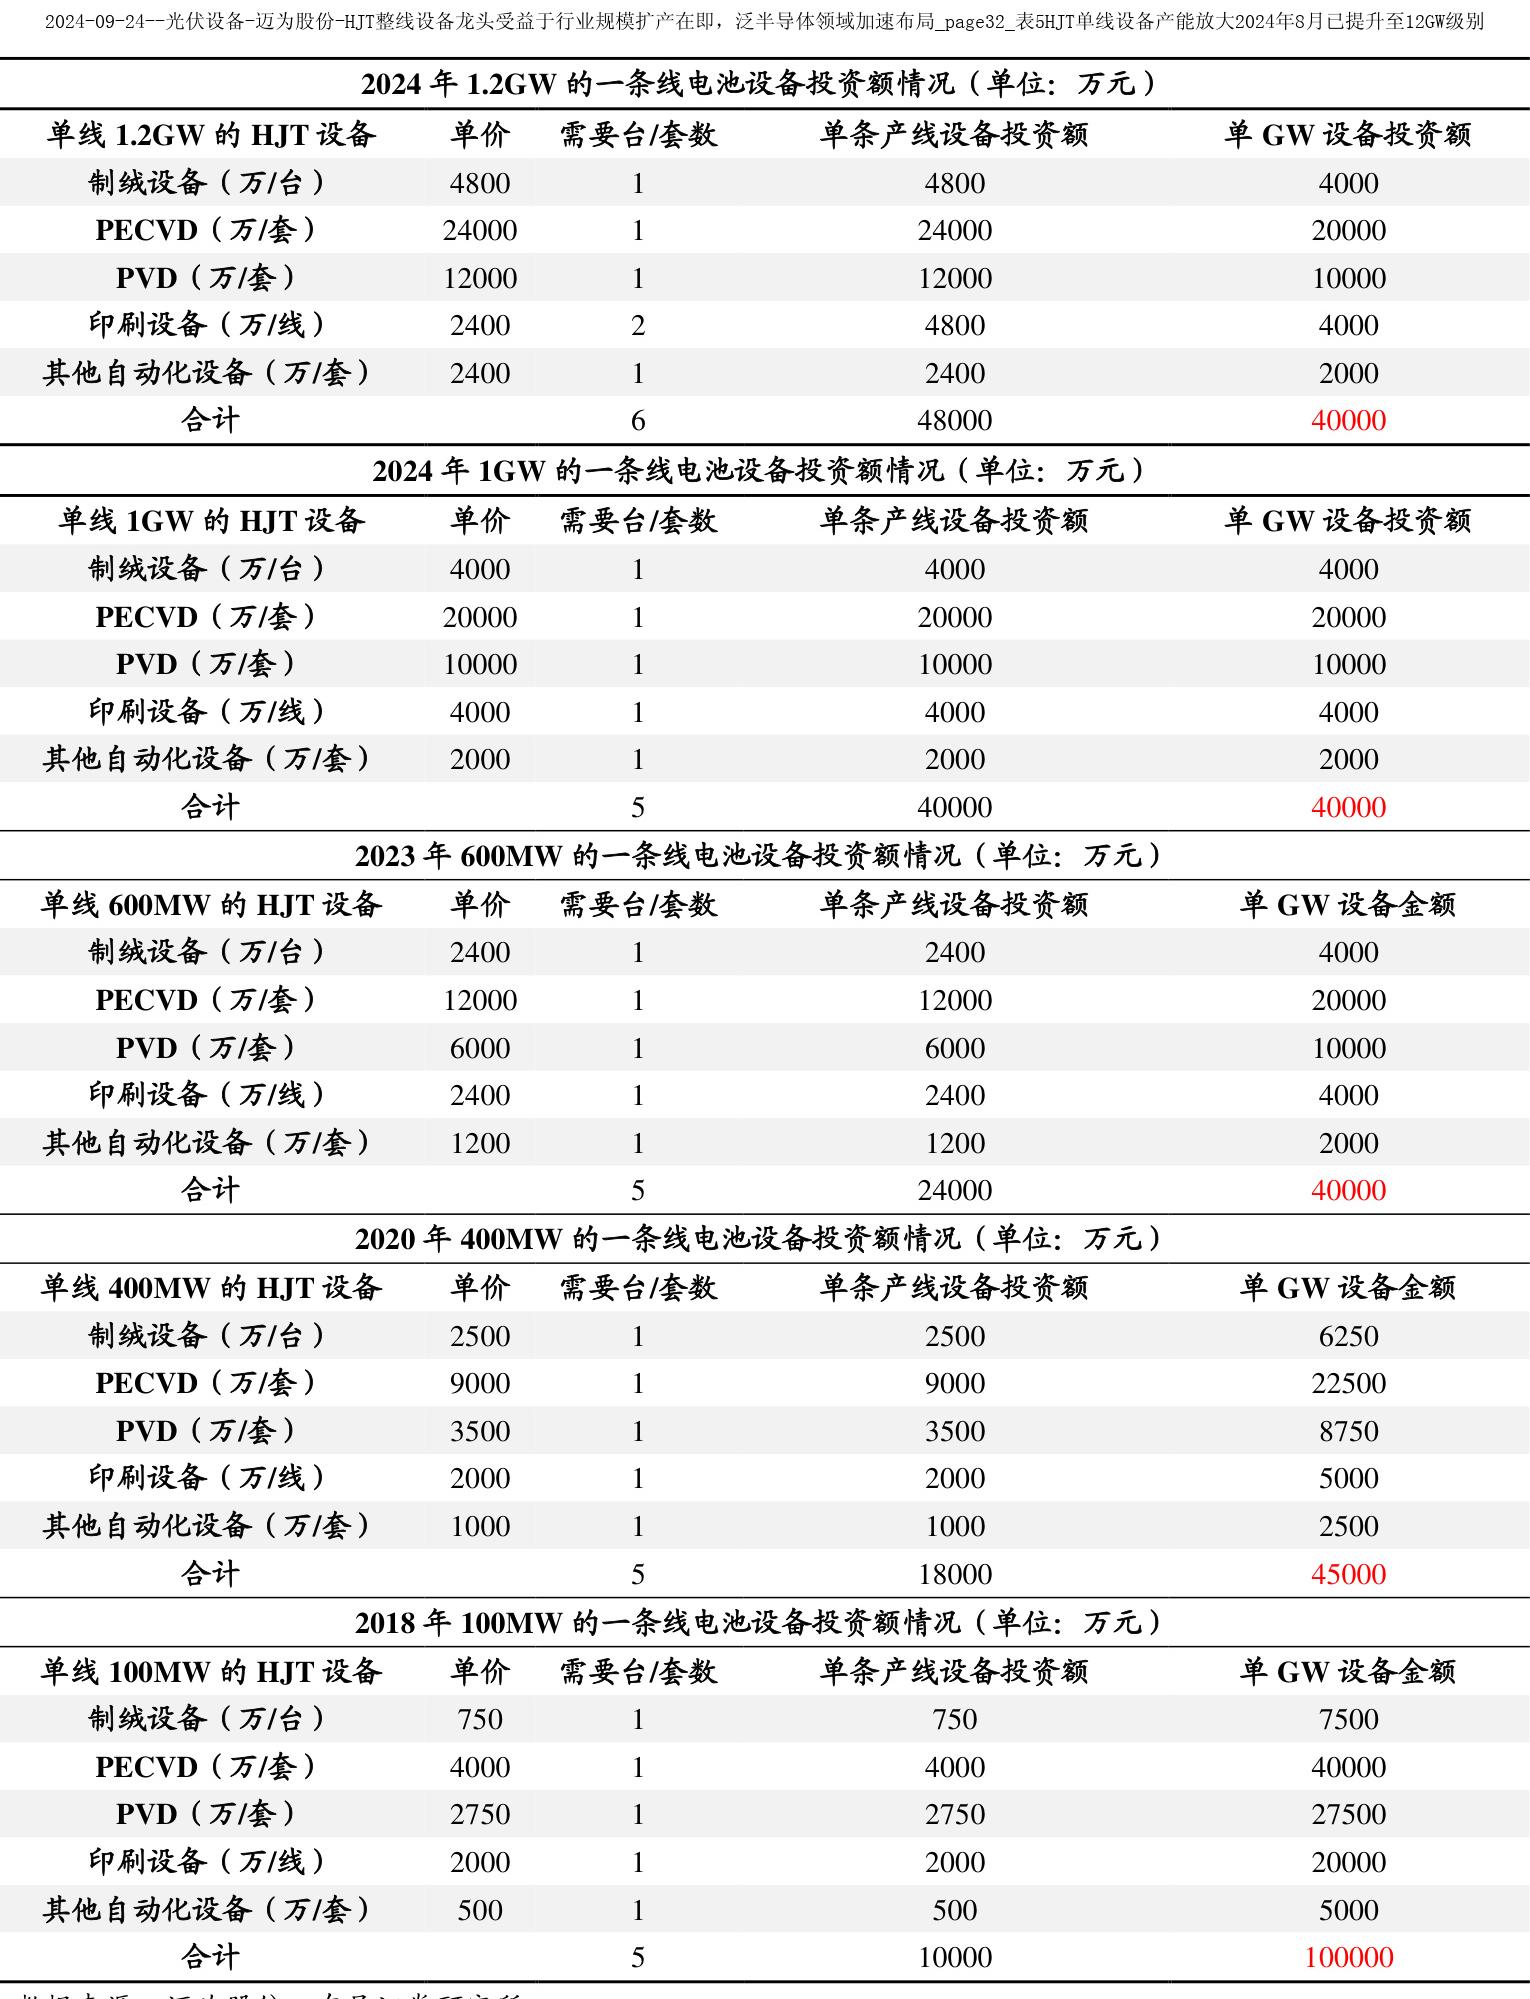 2024-09-24--光伏设备-迈为股份-HJT整线设备龙头受益于行业规模扩产在即，泛半导体领域加速布局_page32_表5HJT单线设备产能放大2024年8月已提升至12GW级别
2024 年 1.2GW 的一条线电池设备投资额情况（单位：万元）
单线 1.2GW 的 HJT 设备 单价 需要台/套数 单条产线设备投资额 单 GW 设备投资额
制绒设备（万/台） 4800 1 4800 4000
PECVD（万/套） 24000 1 24000 20000
PVD（万/套） 12000 1 12000 10000
印刷设备（万/线） 2400 2 4800 4000
其他自动化设备（万/套） 2400 1 2400 2000
合计 6 48000 40000
2024 年 1GW 的一条线电池设备投资额情况（单位：万元）
单线 1GW 的 HJT 设备 单价 需要台/套数 单条产线设备投资额 单 GW 设备投资额
制绒设备（万/台） 4000 1 4000 4000
PECVD（万/套） 20000 1 20000 20000
PVD（万/套） 10000 1 10000 10000
印刷设备（万/线） 4000 1 4000 4000
其他自动化设备（万/套） 2000 1 2000 2000
合计 5 40000 40000
2023 年 600MW 的一条线电池设备投资额情况（单位：万元）
单线 600MW 的 HJT 设备 单价 需要台/套数 单条产线设备投资额 单 GW 设备金额
制绒设备（万/台） 2400 1 2400 4000
PECVD（万/套） 12000 1 12000 20000
PVD（万/套） 6000 1 6000 10000
印刷设备（万/线） 2400 1 2400 4000
其他自动化设备（万/套） 1200 1 1200 2000
合计 5 24000 40000
2020 年 400MW 的一条线电池设备投资额情况（单位：万元）
单线 400MW 的 HJT 设备 单价 需要台/套数 单条产线设备投资额 单 GW 设备金额
制绒设备（万/台） 2500 1 2500 6250
PECVD（万/套） 9000 1 9000 22500
PVD（万/套） 3500 1 3500 8750
印刷设备（万/线） 2000 1 2000 5000
其他自动化设备（万/套） 1000 1 1000 2500
合计 5 18000 45000
2018 年 100MW 的一条线电池设备投资额情况（单位：万元）
单线 100MW 的 HJT 设备 单价 需要台/套数 单条产线设备投资额 单 GW 设备金额
制绒设备（万/台） 750 1 750 7500
PECVD（万/套） 4000 1 4000 40000
PVD（万/套） 2750 1 2750 27500
印刷设备（万/线） 2000 1 2000 20000
其他自动化设备（万/套） 500 1 500 5000
合计 5 10000 100000